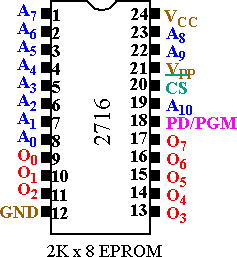 A7 1 24 VCC
A6 2 23 A8
A5 3 22 A9
A4 4 21 VPP
A3 5 20 CS
A2 6 19 A10
A1 7 18 PD/PGM
A0 8 17 O7
O0 9 16 O6
O1 10 15 O5
O2 11 14 O4
GND 12 13 O3
2716
2K x 8 EPROM